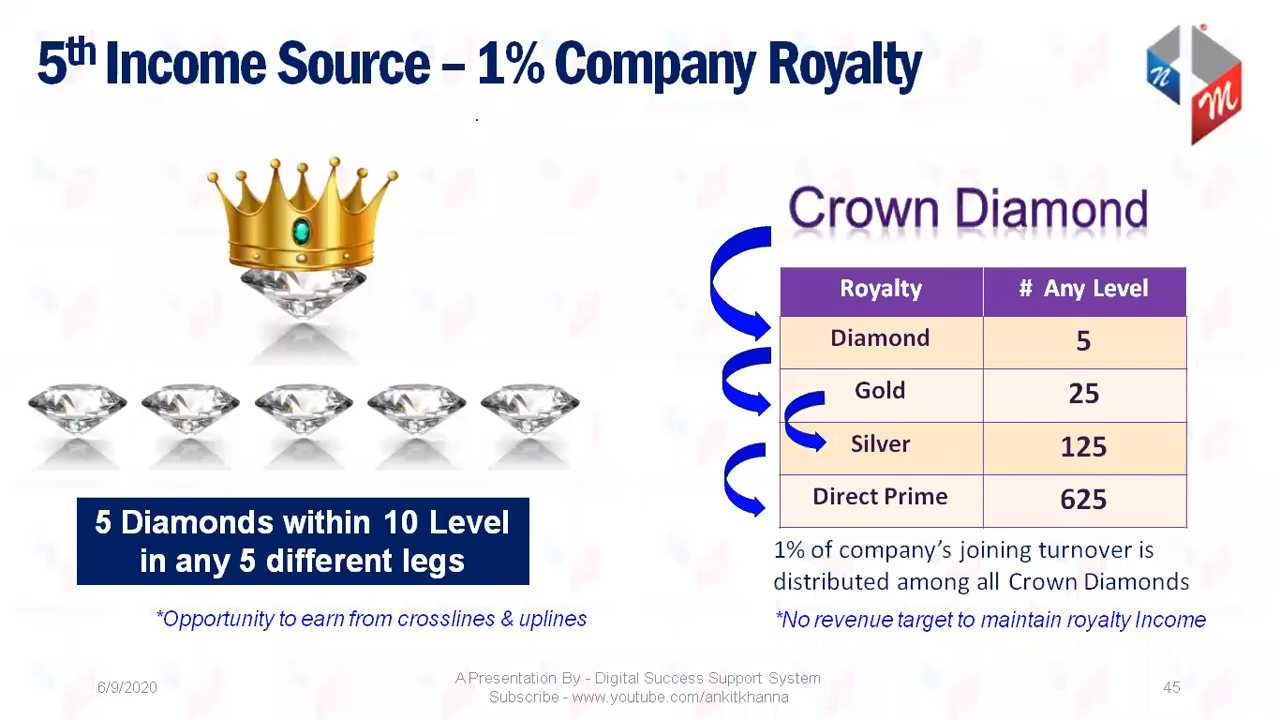 5th Income Source – 1% Company Royalty
n
M
Crown Diamond
Royalty # Any Level
Diamond 5
Gold 25
Silver 125
Direct Prime 625
5 Diamonds within 10 Level
in any 5 different legs
1% of company's joining turnover is
distributed among all Crown Diamonds
*Opportunity to earn from crosslines & uplines
*No revenue target to maintain royalty Income
6/9/2020
A Presentation By - Digital Success Support System
Subscribe - www.youtube.com/ankitkhanna
45